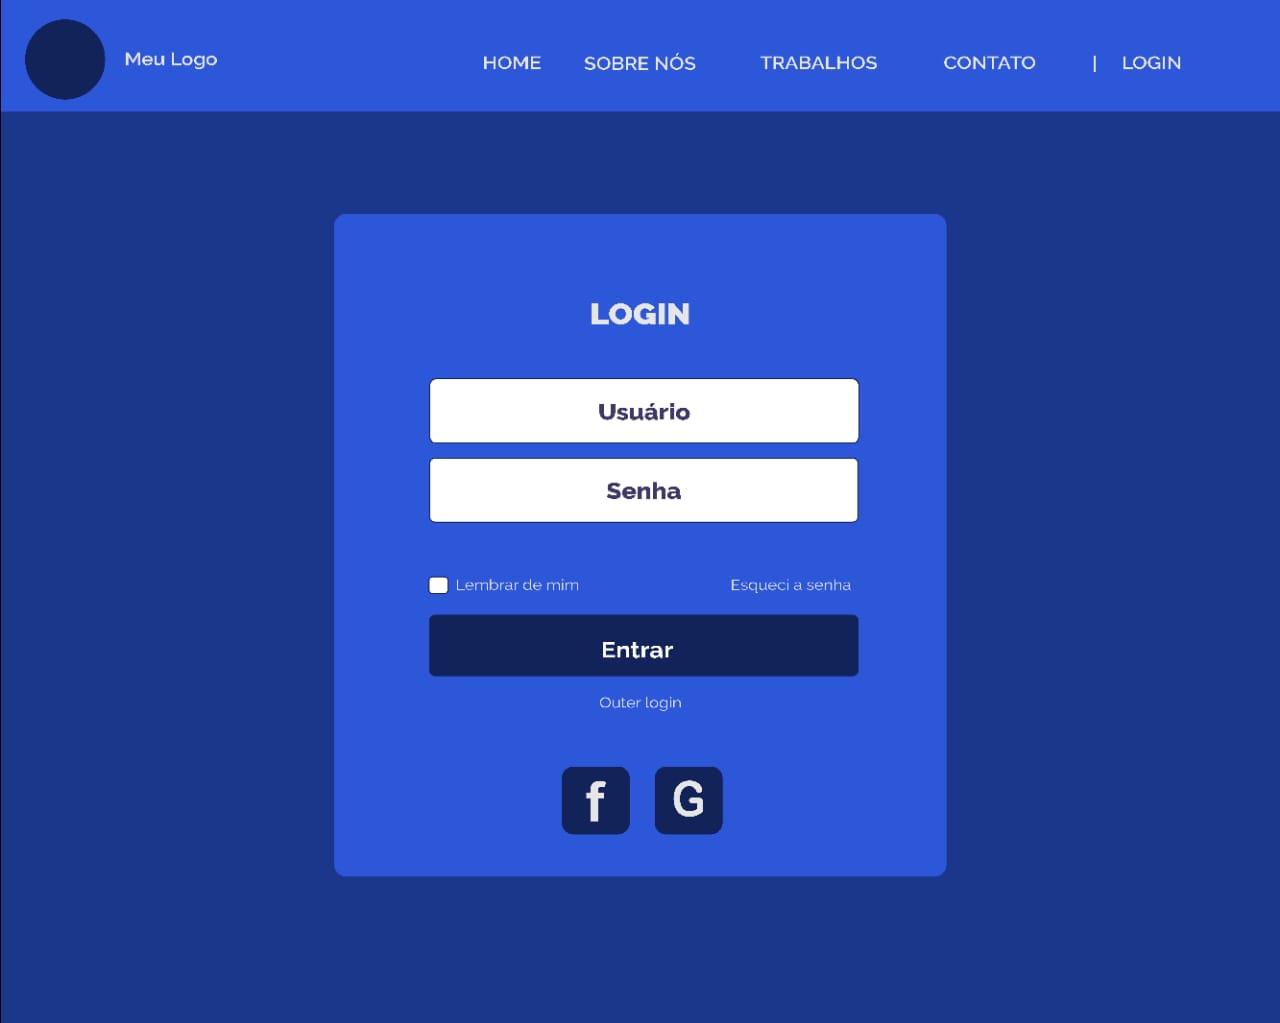 Meu Logo
HOME SOBRE NÓS TRABALHOS CONTATO | LOGIN
LOGIN
Usuário
Senha
Lembrar de mim Esqueci a senha
Entrar
Outer login
f G